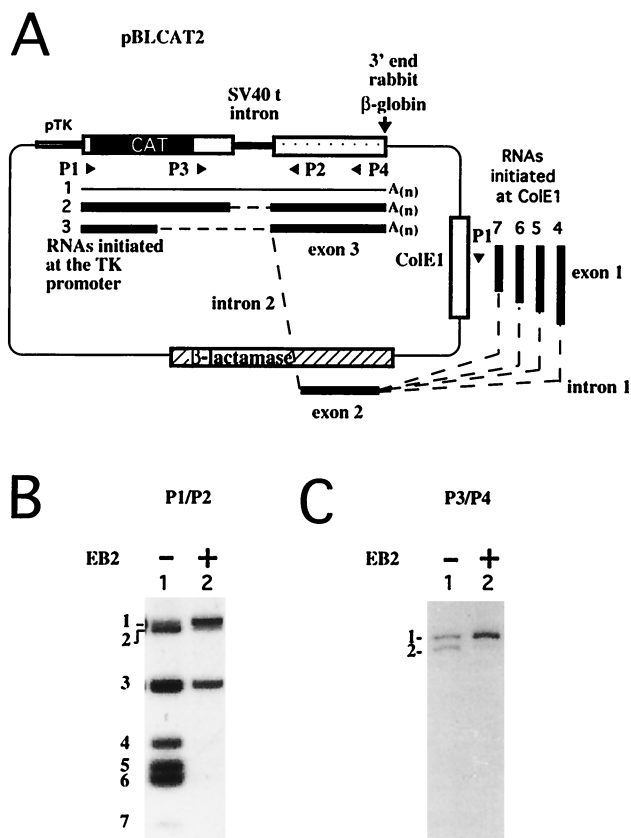 A
pBLCAT2
3' end
rabbit
β-globin
SV40 t
intron
pTK
CAT
P1
P3
P2
P4
1
A(n)
2
A(n)
3
A(n)
RNAs initiated
at the TK
promoter
exon 3
intron 2
RNAs
initiated
at ColE1
P1
7 6 5 4
ColE1
exon 1
β-lactamase
exon 2
intron 1
B
P1/P2
EB2 - +
1 2
1
2
3
4
5
6
7
C
P3/P4
EB2 - +
1 2
1-
2-